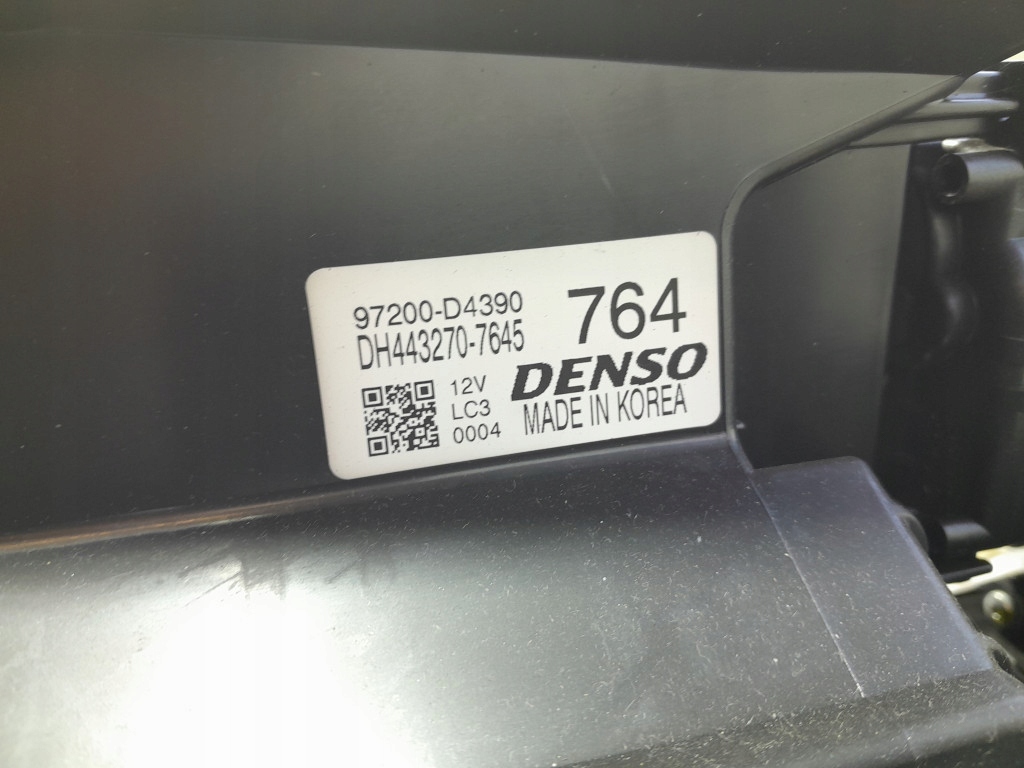 97200-D4390
DH443270-7645
764
DENSO
MADE IN KOREA
12V
LC3
0004